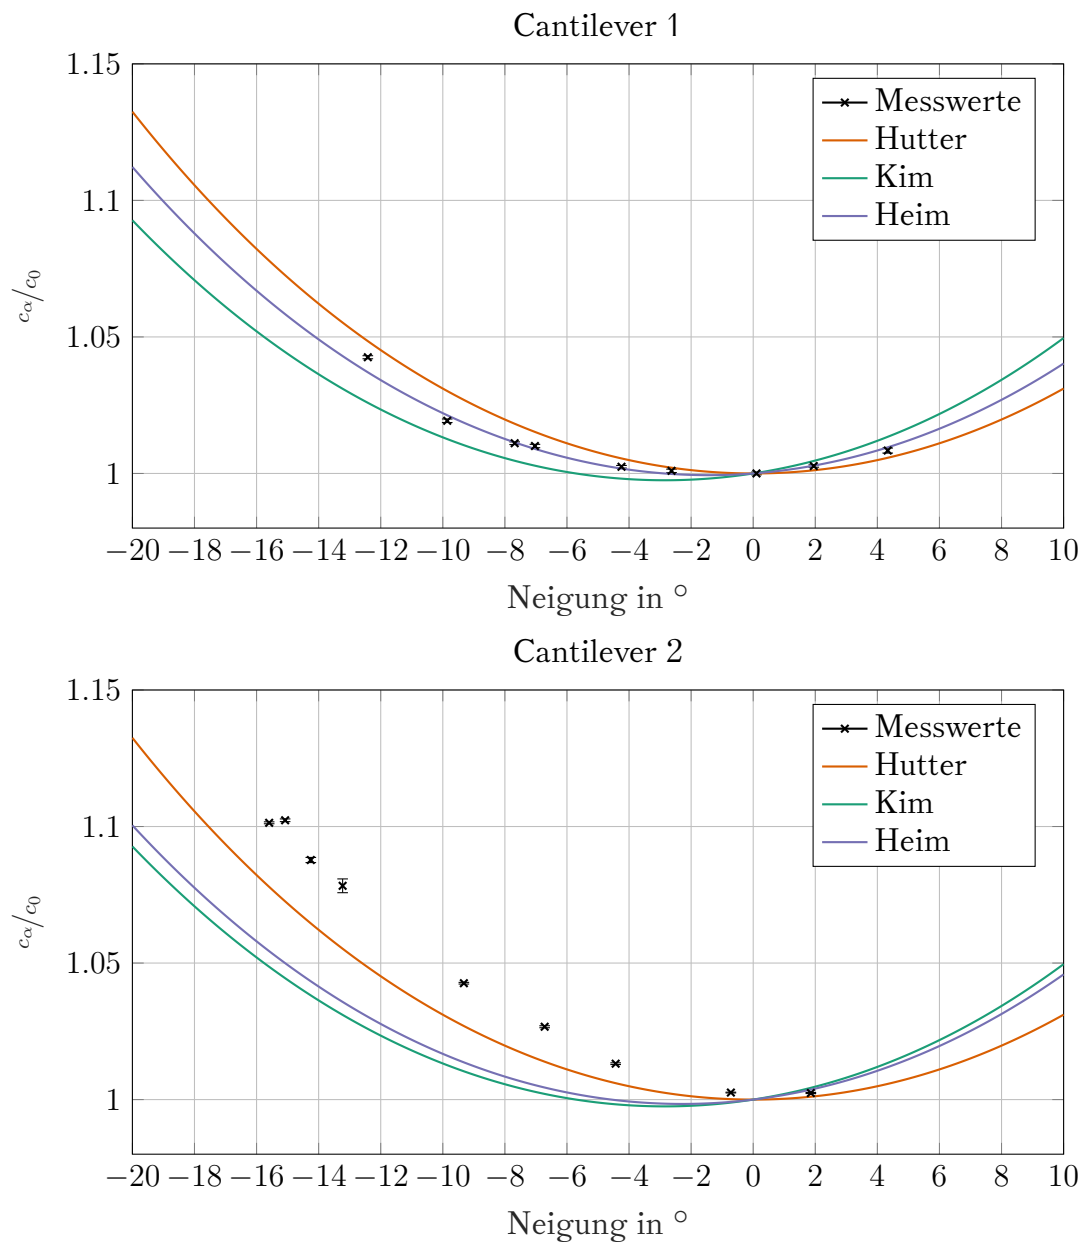 Cantilever 1
1.15
1.1
1.05
1
cα/c0
Messwerte
Hutter
Kim
Heim
−20 −18 −16 −14 −12 −10 −8 −6 −4 −2 0 2 4 6 8 10
Neigung in °
Cantilever 2
1.15
1.1
1.05
1
cα/c0
Messwerte
Hutter
Kim
Heim
−20 −18 −16 −14 −12 −10 −8 −6 −4 −2 0 2 4 6 8 10
Neigung in °